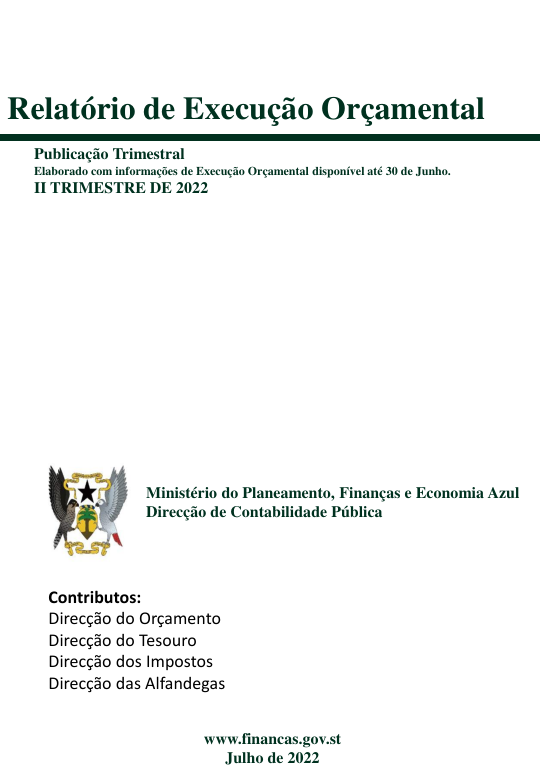 Relatório de Execução Orçamental
Publicação Trimestral
Elaborado com informações de Execução Orçamental disponível até 30 de Junho.
II TRIMESTRE DE 2022
Ministério do Planeamento, Finanças e Economia Azul
Direcção de Contabilidade Pública
Contributos:
Direcção do Orçamento
Direcção do Tesouro
Direcção dos Impostos
Direcção das Alfandegas
www.financas.gov.st
Julho de 2022